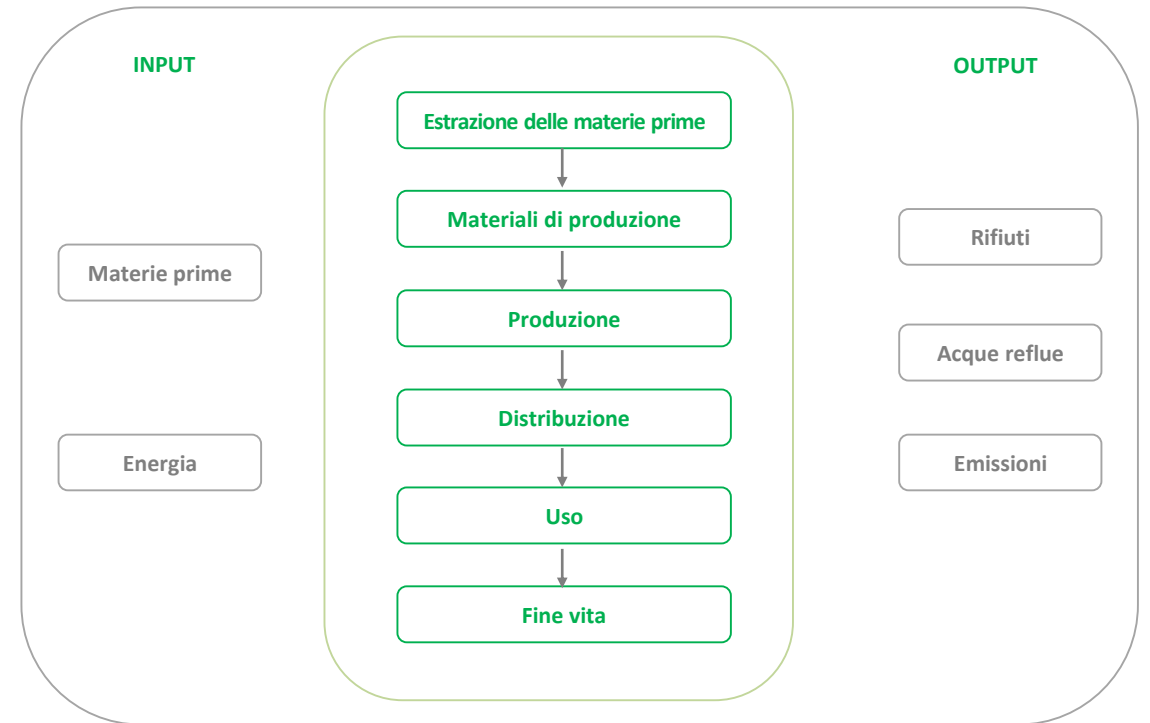 INPUT
OUTPUT
Estrazione delle materie prime
Materiali di produzione
Produzione
Distribuzione
Uso
Fine vita
Materie prime
Energia
Rifiuti
Acque reflue
Emissioni